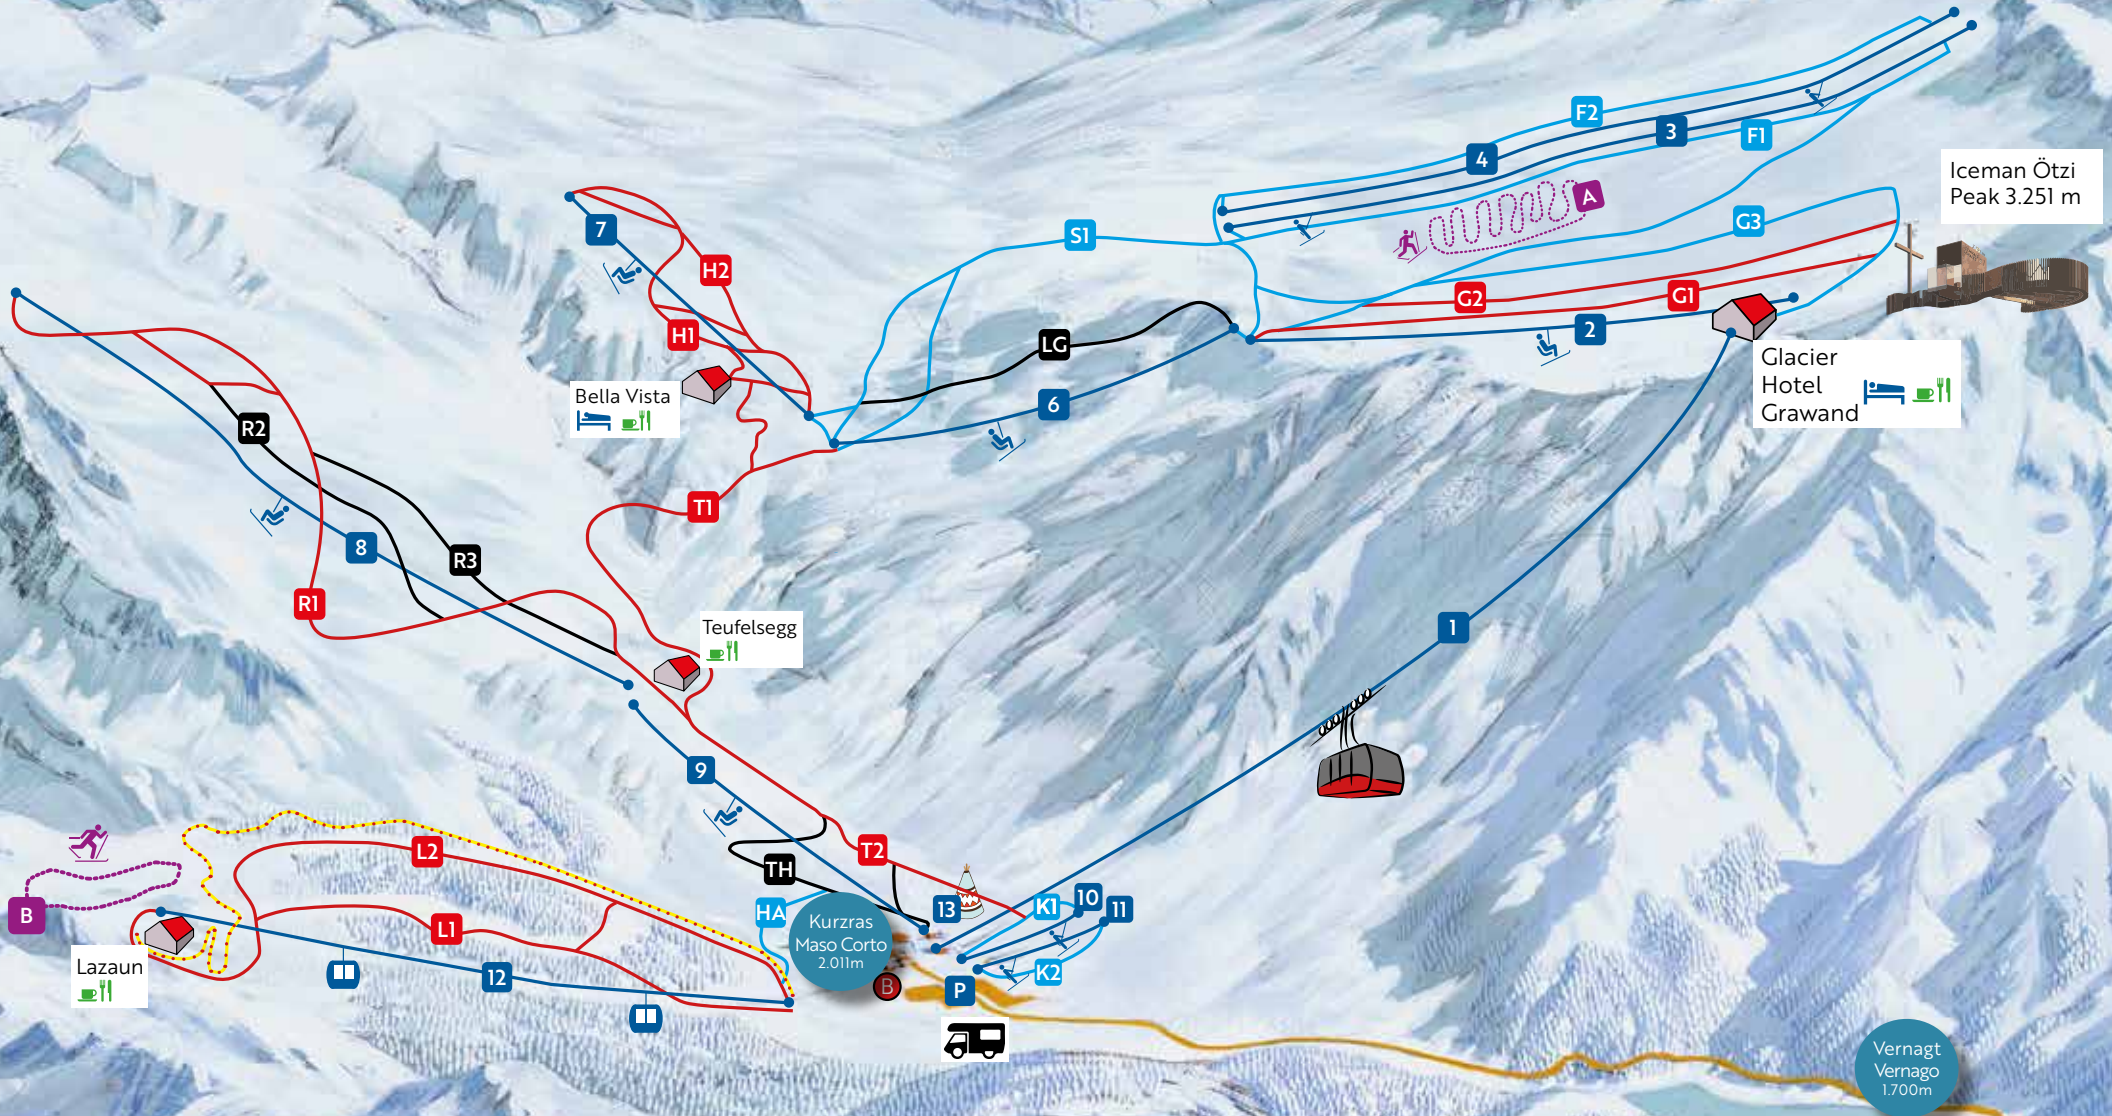 F2
3
4
F1
Iceman Ötzi
Peak 3.251 m
A
7
S1
G3
H2
G2
G1
H1
LG
2
Glacier
Hotel
Grawand
Bella Vista
6
R2
T1
8
R3
R1
Teufelsegg
1
9
L2
T2
TH
B
L1
HA
Kurzras
Maso Corto
2.011m
13
K1
10
11
Lazaun
12
B
P
K2
Vernagt
Vernago
1.700m